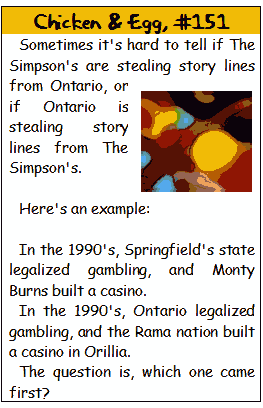 Chicken & Egg, #151
Sometimes it's hard to tell if The
Simpson's are stealing story lines
from Ontario, or
if Ontario is
stealing story
lines from The
Simpson's.
Here's an example:
In the 1990's, Springfield's state
legalized gambling, and Monty
Burns built a casino.
In the 1990's, Ontario legalized
gambling, and the Rama nation built
a casino in Orillia.
The question is, which one came
first?